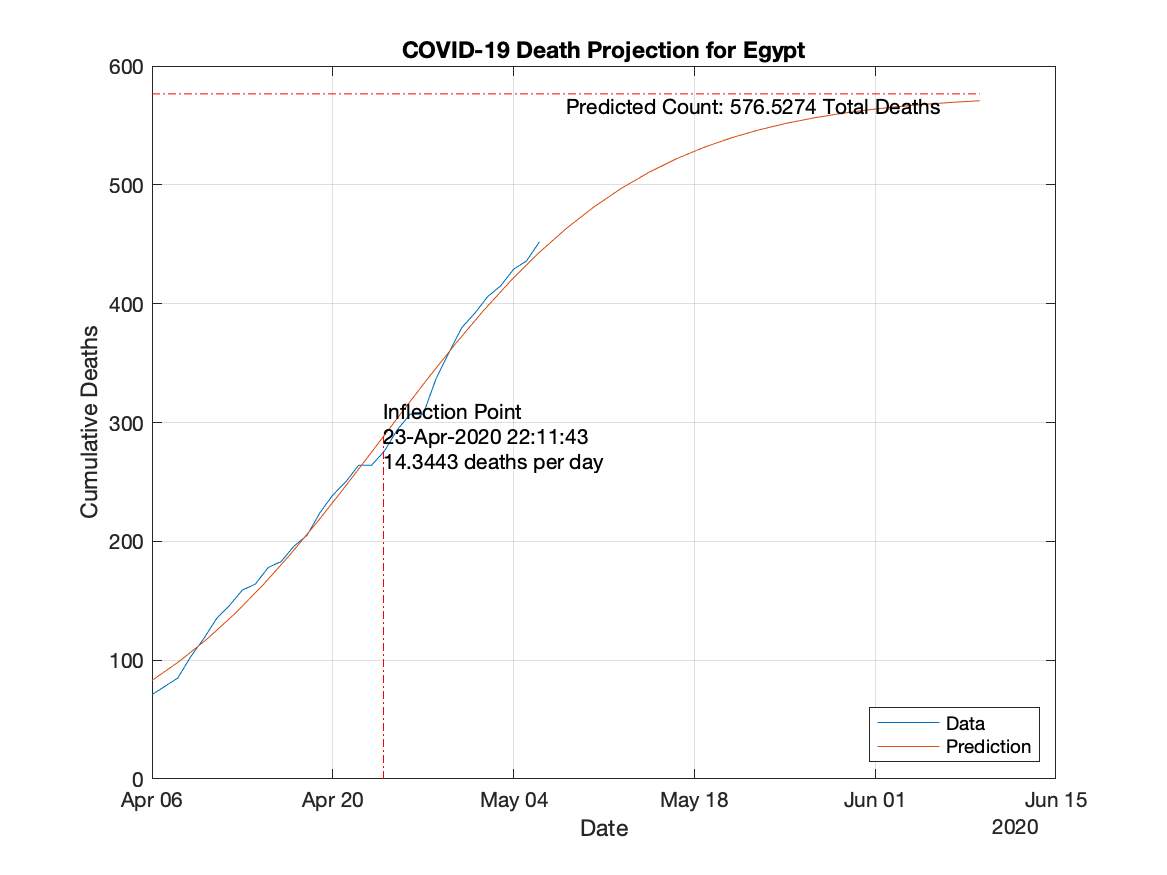 COVID-19 Death Projection for Egypt
600
Predicted Count: 576.5274 Total Deaths
500
400
Inflection Point
300
23-Apr-2020 22:11:43
14.3443 deaths per day
Cumulative Deaths
200
100
Data
Prediction
0
Apr 06 Apr 20 May 04 May 18 Jun 01 Jun 15
Date
2020